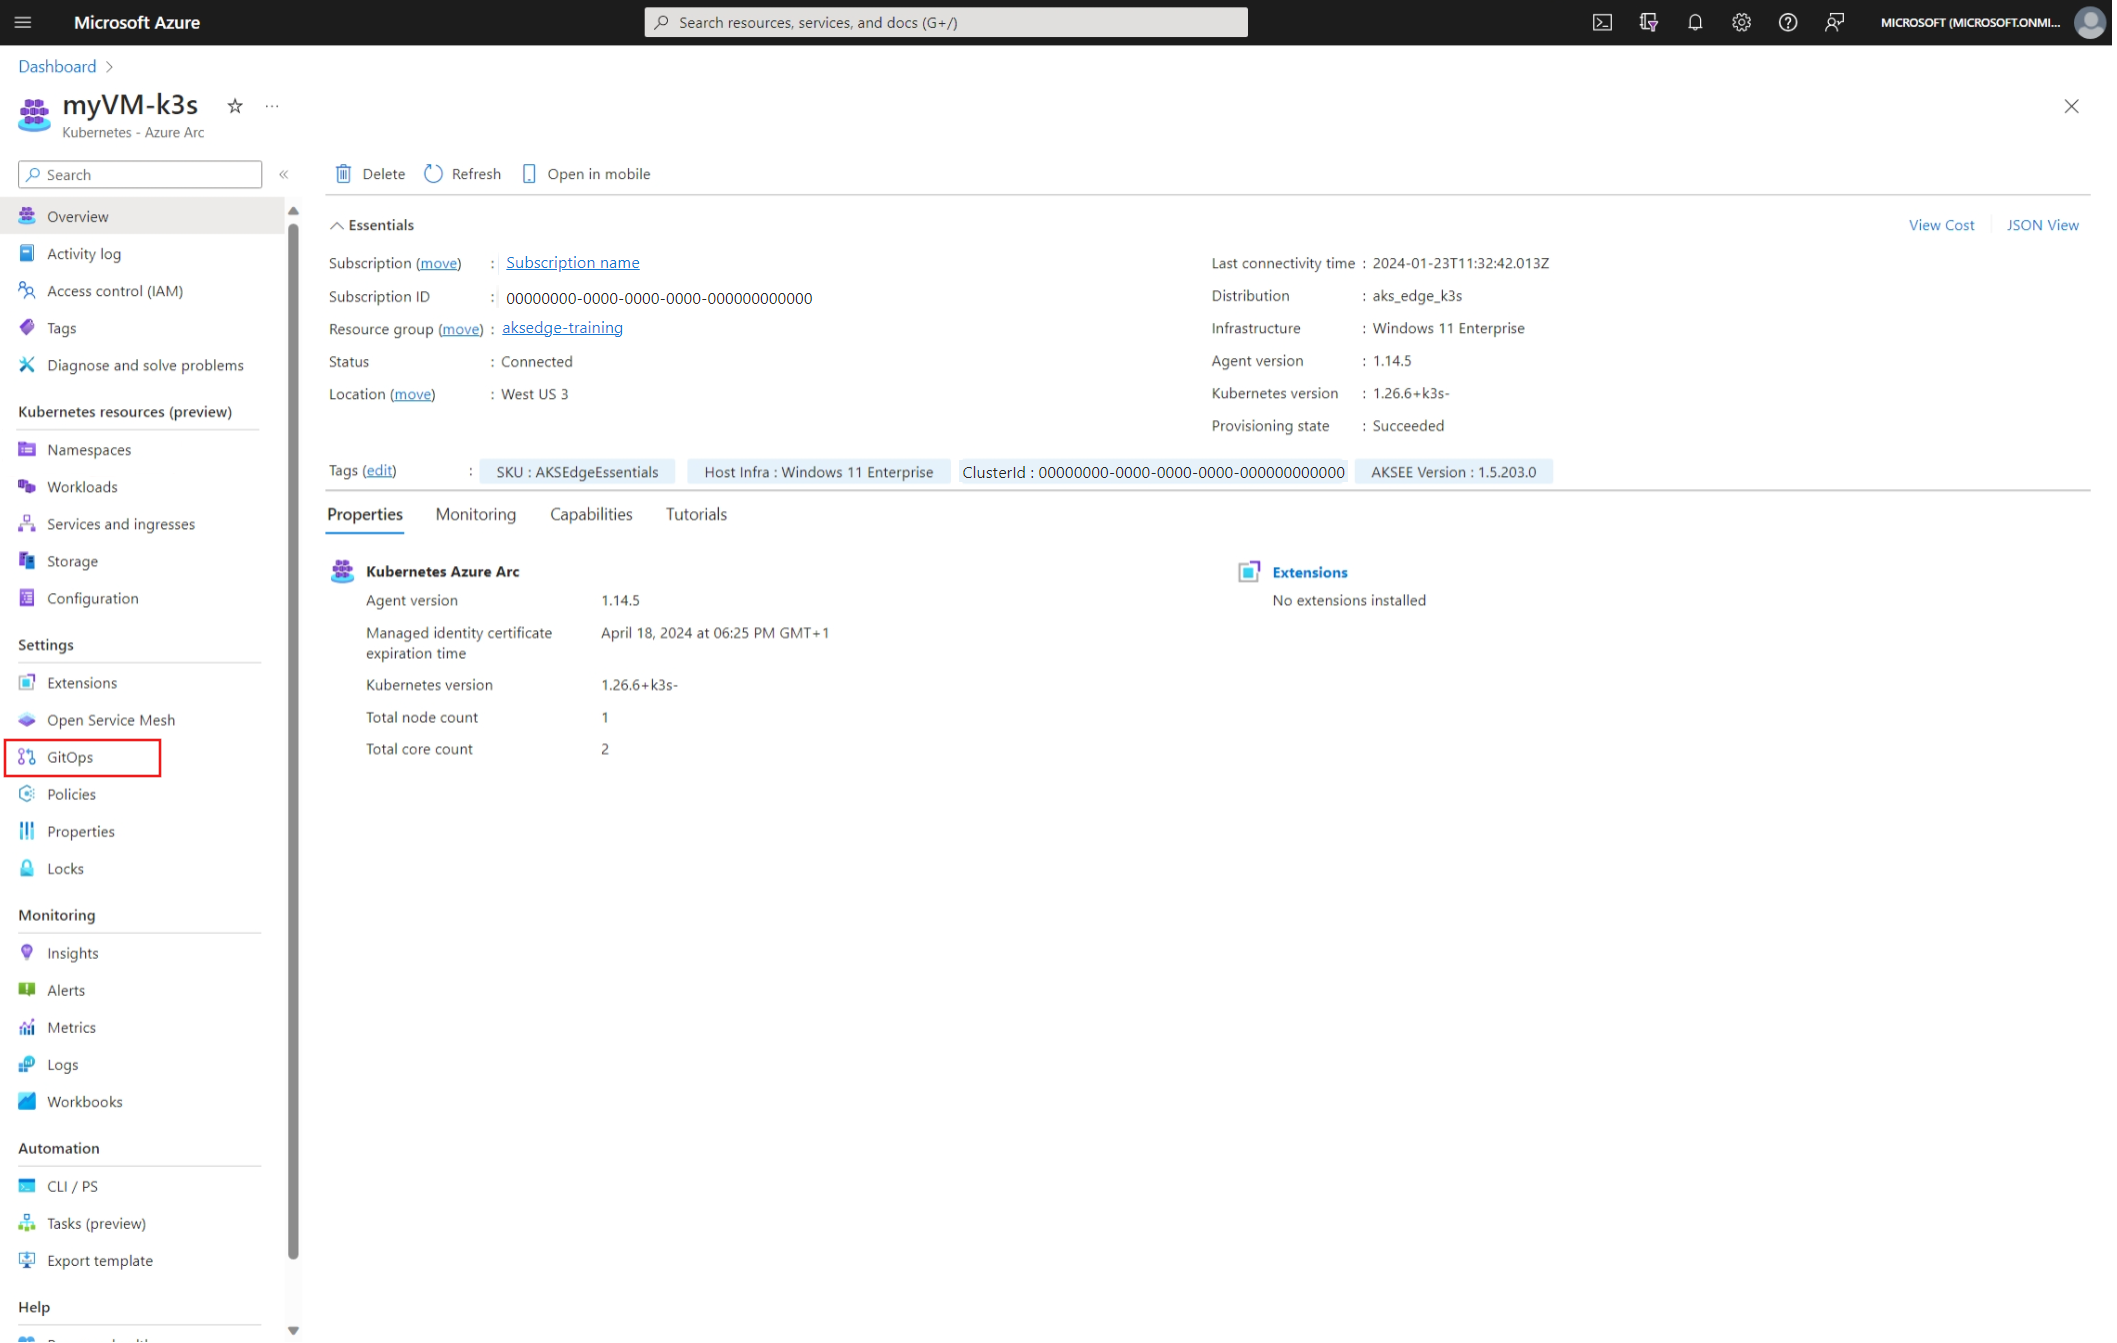 Microsoft Azure
Search resources, services, and docs (G+/)
MICROSOFT (MICROSOFT.ONMI...
Dashboard
myVM-k3s
Kubernetes - Azure Arc
Search
Overview
Activity log
Access control (IAM)
Tags
Diagnose and solve problems
Kubernetes resources (preview)
Namespaces
Workloads
Services and ingresses
Storage
Configuration
Settings
Extensions
Open Service Mesh
GitOps
Policies
Properties
Locks
Monitoring
Insights
Alerts
Metrics
Logs
Workbooks
Automation
CLI / PS
Tasks (preview)
Export template
Help
Delete Refresh Open in mobile
Essentials
View Cost JSON View
Subscription (move) : Subscription name
Subscription ID : 00000000-0000-0000-0000-000000000000
Resource group (move) : aksedge-training
Status : Connected
Location (move) : West US 3
Last connectivity time : 2024-01-23T11:32:42.013Z
Distribution : aks_edge_k3s
Infrastructure : Windows 11 Enterprise
Agent version : 1.14.5
Kubernetes version : 1.26.6+k3s-
Provisioning state : Succeeded
Tags (edit) : SKU : AKSEdgeEssentials Host Infra : Windows 11 Enterprise ClusterId : 00000000-0000-0000-0000-000000000000 AKSEE Version : 1.5.203.0
Properties Monitoring Capabilities Tutorials
Kubernetes Azure Arc
Agent version 1.14.5
Managed identity certificate April 18, 2024 at 06:25 PM GMT+1
expiration time
Kubernetes version 1.26.6+k3s-
Total node count 1
Total core count 2
Extensions
No extensions installed